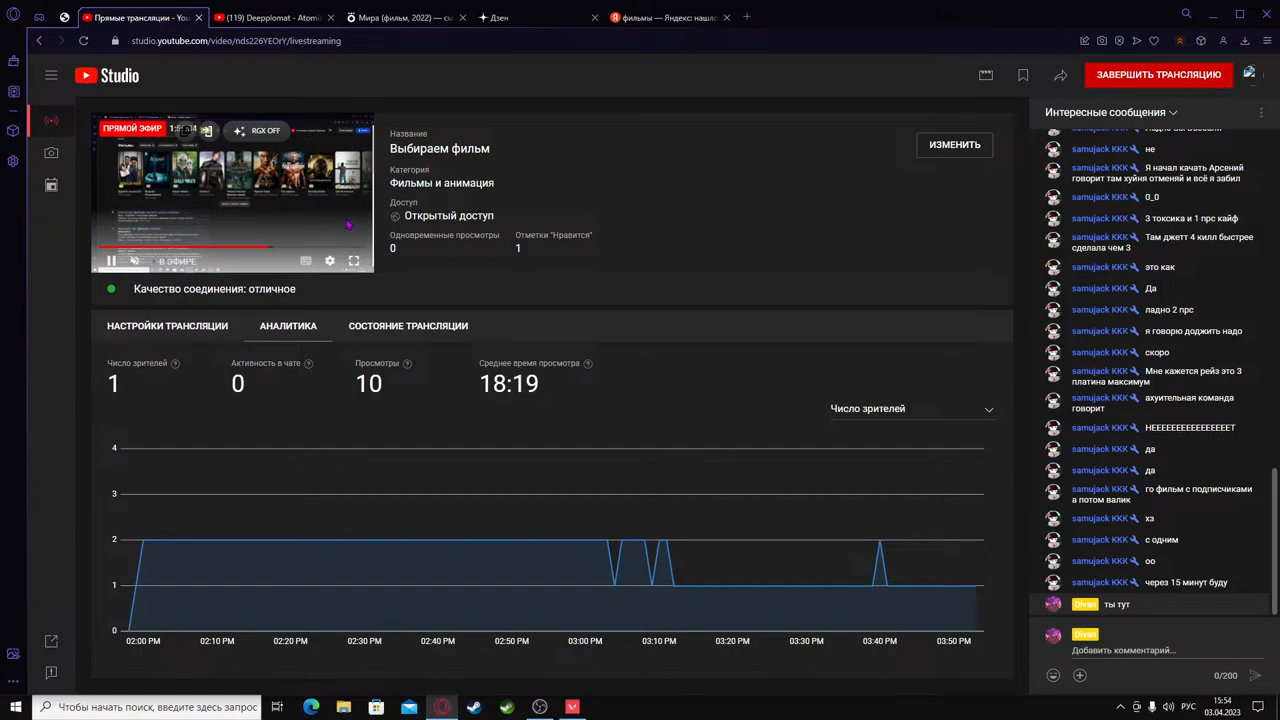 Прямые трансляции - You
(119) Deepplomat - Atomic
Мира (фильм, 2022) — см
Дзен
фильмы — Яндекс: нашло
studio.youtube.com/video/nds226YEOrY/livestreaming
Studio
ЗАВЕРШИТЬ ТРАНСЛЯЦИЮ
ПРЯМОЙ ЭФИР
RGX OFF
В ЭФИРЕ
Название
Выбираем фильм
Категория
Фильмы и анимация
Доступ
Открытый доступ
Одновременные просмотры
Отметки "Нравится"
0
1
ИЗМЕНИТЬ
Качество соединения: отличное
НАСТРОЙКИ ТРАНСЛЯЦИИ
АНАЛИТИКА
СОСТОЯНИЕ ТРАНСЛЯЦИИ
Число зрителей
Активность в чате
Просмотры
Среднее время просмотра
1
0
10
18:19
Число зрителей
4
3
2
1
0
02:00 PM
02:10 PM
02:20 PM
02:30 PM
02:40 PM
02:50 PM
03:00 PM
03:10 PM
03:20 PM
03:30 PM
03:40 PM
03:50 PM
Интересные сообщения
samujack KKK не
samujack KKK Я начал качать Арсений
говорит там хуйня отменяй и всё я забил
samujack KKK 0_0
samujack KKK 3 токсика и 1 прс кайф
samujack KKK Там джетт 4 килл быстрее
сделала чем 3
samujack KKK это как
samujack KKK Да
samujack KKK ладно 2 прс
samujack KKK я говорю доджить надо
samujack KKK скоро
samujack KKK Мне кажется рейз это 3
платина максимум
samujack KKK ахуительная команда
говорит
samujack KKK НЕЕЕЕЕЕЕЕЕЕЕЕЕЕТ
samujack KKK да
samujack KKK да
samujack KKK го фильм с подписчиками
а потом валик
samujack KKK хз
samujack KKK с одним
samujack KKK оо
samujack KKK через 15 минут буду
Divan ты тут
Divan
Добавить комментарий...
0/200
Чтобы начать поиск, введите здесь запрос
РУС
15:54
03.04.2023